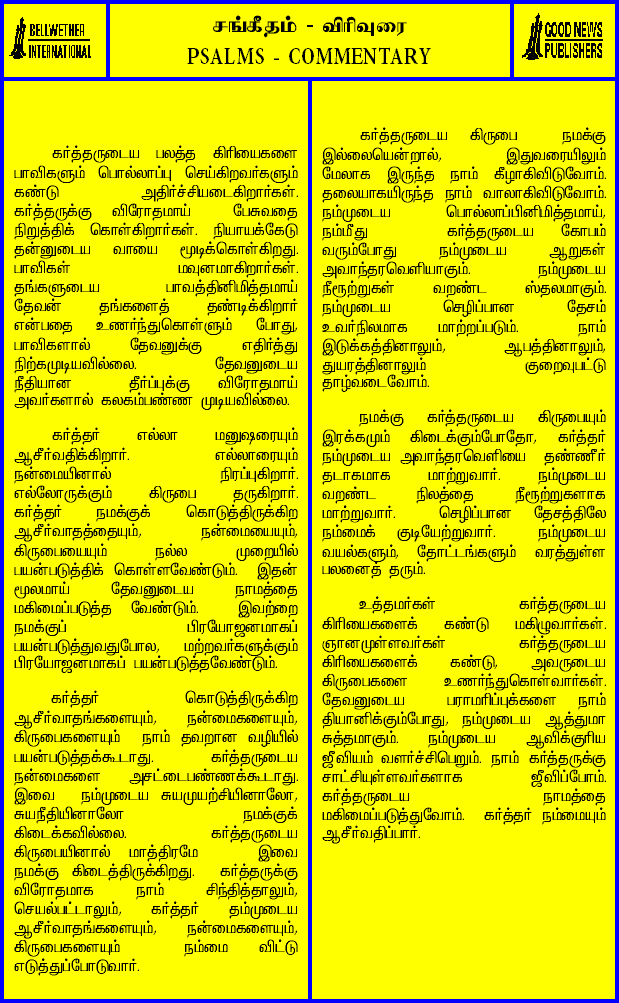 BELLWETHER
INTERNATIONAL
சங்கீதம் - விரிவுரை
PSALMS - COMMENTARY
GOOD NEWS
PUBLISHERS
கர்த்தருடைய பலத்த கிரியைகளை
பாவிகளும் பொல்லாப்பு செய்கிறவர்களும்
கண்டு அதிர்ச்சியடைகிறார்கள்.
கர்த்தருக்கு விரோதமாய் பேசுவதை
நிறுத்திக் கொள்கிறார்கள். நியாயக்கேடு
தன்னுடைய வாயை மூடிக்கொள்கிறது.
பாவிகள் மவுனமாகிறார்கள்.
தங்களுடைய பாவத்தினிமித்தமாய்
தேவன் தங்களைத் தண்டிக்கிறார்
என்பதை உணர்ந்துகொள்ளும் போது,
பாவிகளால் தேவனுக்கு எதிர்த்து
நிற்கமுடியவில்லை. தேவனுடைய
நீதியான தீர்ப்புக்கு விரோதமாய்
அவர்களால் கலகம்பண்ண முடியவில்லை.
கர்த்தர் எல்லா மனுஷரையும்
ஆசீர்வதிக்கிறார். எல்லாரையும்
நன்மையினால் நிரப்புகிறார்.
எல்லோருக்கும் கிருபை தருகிறார்.
கர்த்தர் நமக்குக் கொடுத்திருக்கிற
ஆசீர்வாதத்தையும், நன்மையையும்,
கிருபையையும் நல்ல முறையில்
பயன்படுத்திக் கொள்ளவேண்டும். இதன்
மூலமாய் தேவனுடைய நாமத்தை
மகிமைப்படுத்த வேண்டும். இவற்றை
நமக்குப் பிரயோஜனமாகப்
பயன்படுத்துவதுபோல, மற்றவர்களுக்கும்
பிரயோஜனமாகப் பயன்படுத்தவேண்டும்.
கர்த்தர் கொடுத்திருக்கிற
ஆசீர்வாதங்களையும், நன்மைகளையும்,
கிருபைகளையும் நாம் தவறான வழியில்
பயன்படுத்தக்கூடாது. கர்த்தருடைய
நன்மைகளை அசட்டைபண்ணக்கூடாது.
இவை நம்முடைய சுயமுயற்சியினாலோ,
சுயநீதியினாலோ நமக்குக்
கிடைக்கவில்லை. கர்த்தருடைய
கிருபையினால் மாத்திரமே இவை
நமக்கு கிடைத்திருக்கிறது. கர்த்தருக்கு
விரோதமாக நாம் சிந்தித்தாலும்,
செயல்பட்டாலும், கர்த்தர் தம்முடைய
ஆசீர்வாதங்களையும், நன்மைகளையும்,
கிருபைகளையும் நம்மை விட்டு
எடுத்துப்போடுவார்.
கர்த்தருடைய கிருபை நமக்கு
இல்லையென்றால், இதுவரையிலும்
மேலாக இருந்த நாம் கீழாகிவிடுவோம்.
தலையாகயிருந்த நாம் வாலாகிவிடுவோம்.
நம்முடைய பொல்லாப்பினிமித்தமாய்,
நம்மீது கர்த்தருடைய கோபம்
வரும்போது நம்முடைய ஆறுகள்
அவாந்தரவெளியாகும். நம்முடைய
நீரூற்றுகள் வறண்ட ஸ்தலமாகும்.
நம்முடைய செழிப்பான தேசம்
உவர்நிலமாக மாற்றப்படும். நாம்
இடுக்கத்தினாலும், ஆபத்தினாலும்,
துயரத்தினாலும் குறைவுபட்டு
தாழ்வடைவோம்.
நமக்கு கர்த்தருடைய கிருபையும்
இரக்கமும் கிடைக்கும்போதோ, கர்த்தர்
நம்முடைய அவாந்தரவெளியை தண்ணீர்
தடாகமாக மாற்றுவார். நம்முடைய
வறண்ட நிலத்தை நீரூற்றுகளாக
மாற்றுவார். செழிப்பான தேசத்திலே
நம்மைக் குடியேற்றுவார். நம்முடைய
வயல்களும், தோட்டங்களும் வரத்துள்ள
பலனைத் தரும்.
உத்தமர்கள் கர்த்தருடைய
கிரியைகளைக் கண்டு மகிழுவார்கள்.
ஞானமுள்ளவர்கள் கர்த்தருடைய
கிரியைகளைக் கண்டு, அவருடைய
கிருபைகளை உணர்ந்துகொள்வார்கள்.
தேவனுடைய பராமரிப்புக்களை நாம்
தியானிக்கும்போது, நம்முடைய ஆத்துமா
சுத்தமாகும். நம்முடைய ஆவிக்குரிய
ஜீவியம் வளர்ச்சிபெறும். நாம் கர்த்தருக்கு
சாட்சியுள்ளவர்களாக ஜீவிப்போம்.
கர்த்தருடைய நாமத்தை
மகிமைப்படுத்துவோம். கர்த்தர் நம்மையும்
ஆசீர்வதிப்பார்.